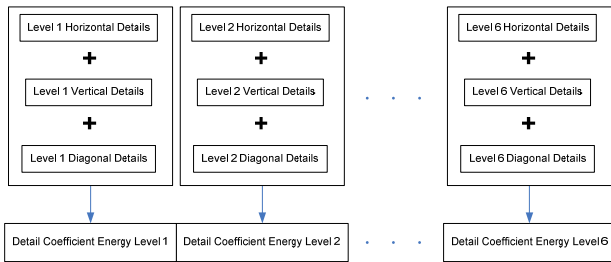 Level 1 Horizontal Details
+
Level 1 Vertical Details
+
Level 1 Diagonal Details
Detail Coefficient Energy Level 1
Level 2 Horizontal Details
+
Level 2 Vertical Details
+
Level 2 Diagonal Details
Detail Coefficient Energy Level 2
. . .
. . .
Level 6 Horizontal Details
+
Level 6 Vertical Details
+
Level 6 Diagonal Details
Detail Coefficient Energy Level 6